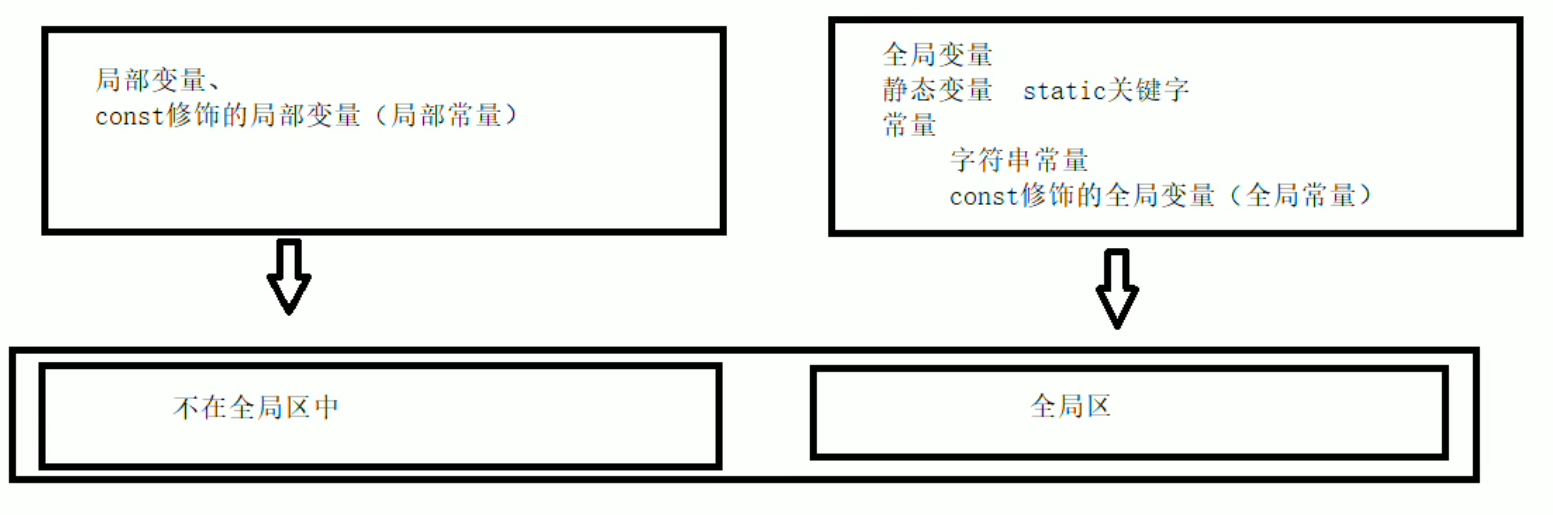 局部变量、
const修饰的局部变量（局部常量）
全局变量
静态变量 static关键字
常量
字符串常量
const修饰的全局变量（全局常量）
不在全局区中
全局区